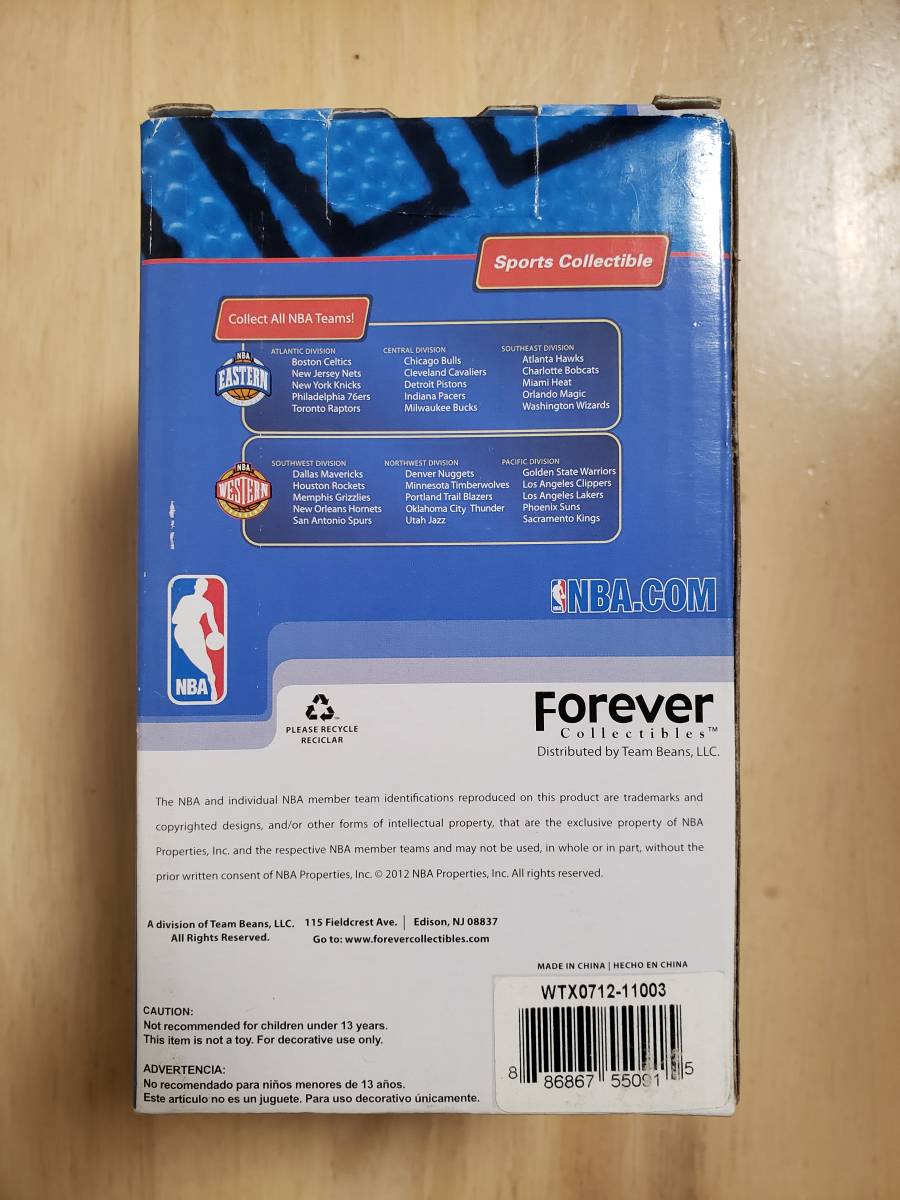 Sports Collectible
Collect All NBA Teams!
NBA
EASTERN
ATLANTIC DIVISION
Boston Celtics
New Jersey Nets
New York Knicks
Philadelphia 76ers
Toronto Raptors
CENTRAL DIVISION
Chicago Bulls
Cleveland Cavaliers
Detroit Pistons
Indiana Pacers
Milwaukee Bucks
SOUTHEAST DIVISION
Atlanta Hawks
Charlotte Bobcats
Miami Heat
Orlando Magic
Washington Wizards
NBA
WESTERN
SOUTHWEST DIVISION
Dallas Mavericks
Houston Rockets
Memphis Grizzlies
New Orleans Hornets
San Antonio Spurs
NORTHWEST DIVISION
Denver Nuggets
Minnesota Timberwolves
Portland Trail Blazers
Oklahoma City Thunder
Utah Jazz
PACIFIC DIVISION
Golden State Warriors
Los Angeles Clippers
Los Angeles Lakers
Phoenix Suns
Sacramento Kings
NBA
NBA.COM
NBA
PLEASE RECYCLE
RECICLAR
Forever
Collectibles™
Distributed by Team Beans, LLC.
The NBA and individual NBA member team identifications reproduced on this product are trademarks and
copyrighted designs, and/or other forms of intellectual property, that are the exclusive property of NBA
Properties, Inc. and the respective NBA member teams and may not be used, in whole or in part, without the
prior written consent of NBA Properties, Inc. © 2012 NBA Properties, Inc. All rights reserved.
A division of Team Beans, LLC. 115 Fieldcrest Ave. | Edison, NJ 08837
All Rights Reserved. Go to: www.forevercollectibles.com
MADE IN CHINA | HECHO EN CHINA
WTX0712-11003
8 86867 55091 5
CAUTION:
Not recommended for children under 13 years.
This item is not a toy. For decorative use only.
ADVERTENCIA:
No recomendado para niños menores de 13 años.
Este artículo no es un juguete. Para uso decorativo únicamente.